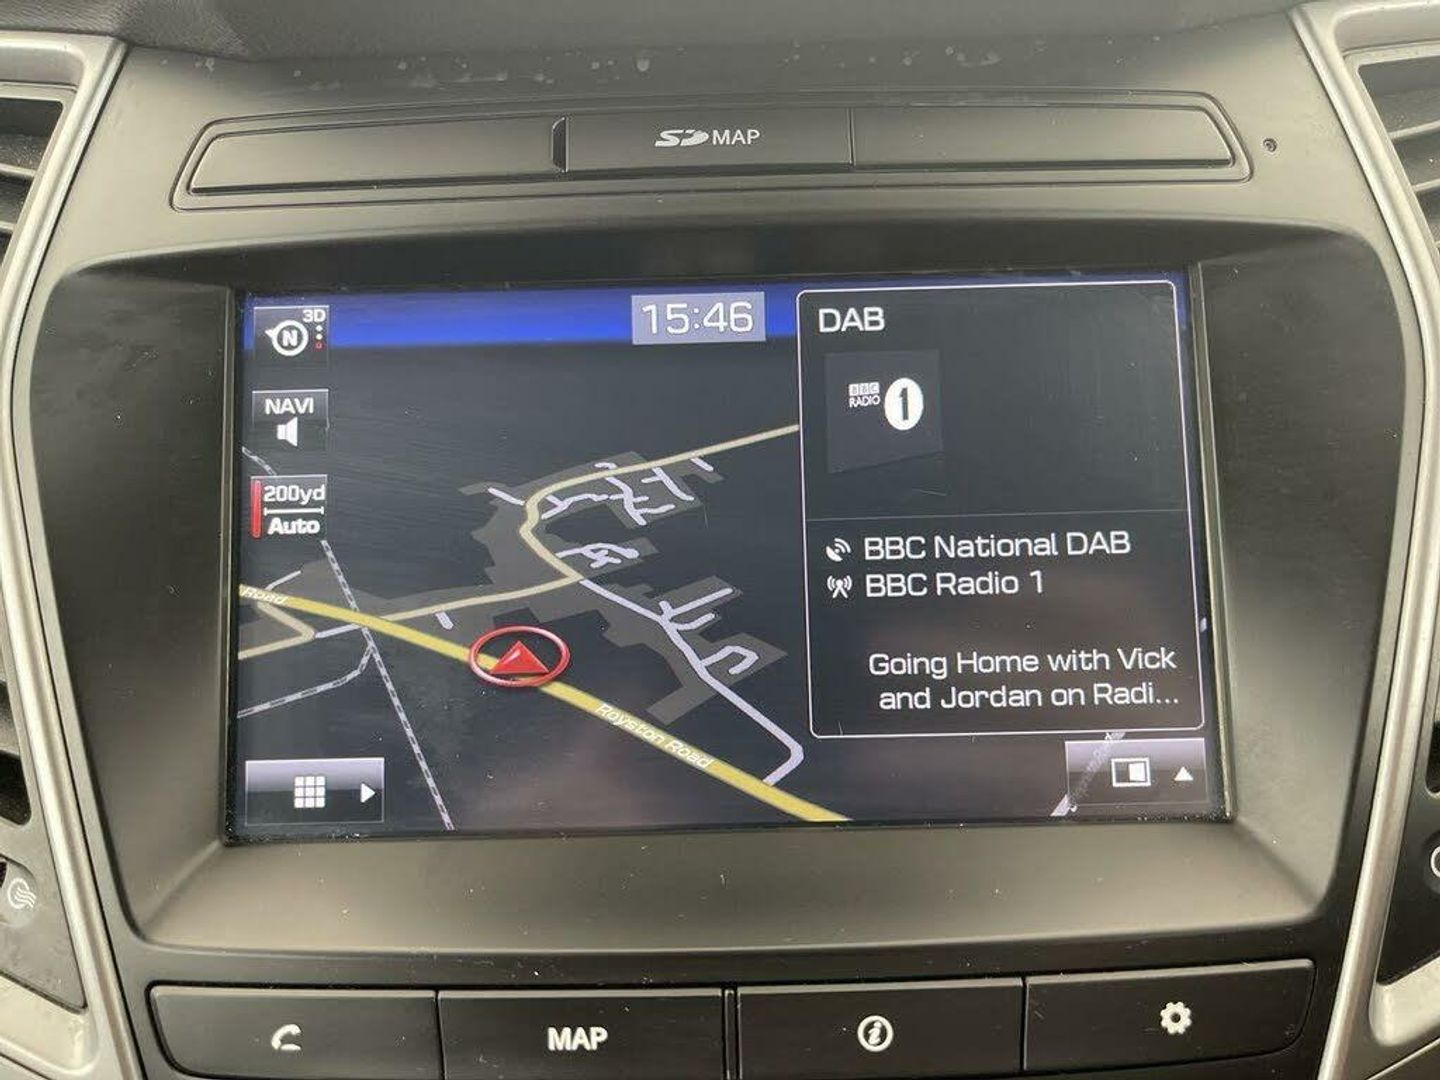 SD MAP
3D
N
15:46
DAB
NAVI
BBC
RADIO 1
200yd
Auto
BBC National DAB
BBC Radio 1
Road
Going Home with Vick
and Jordan on Radi...
Royston Road
MAP